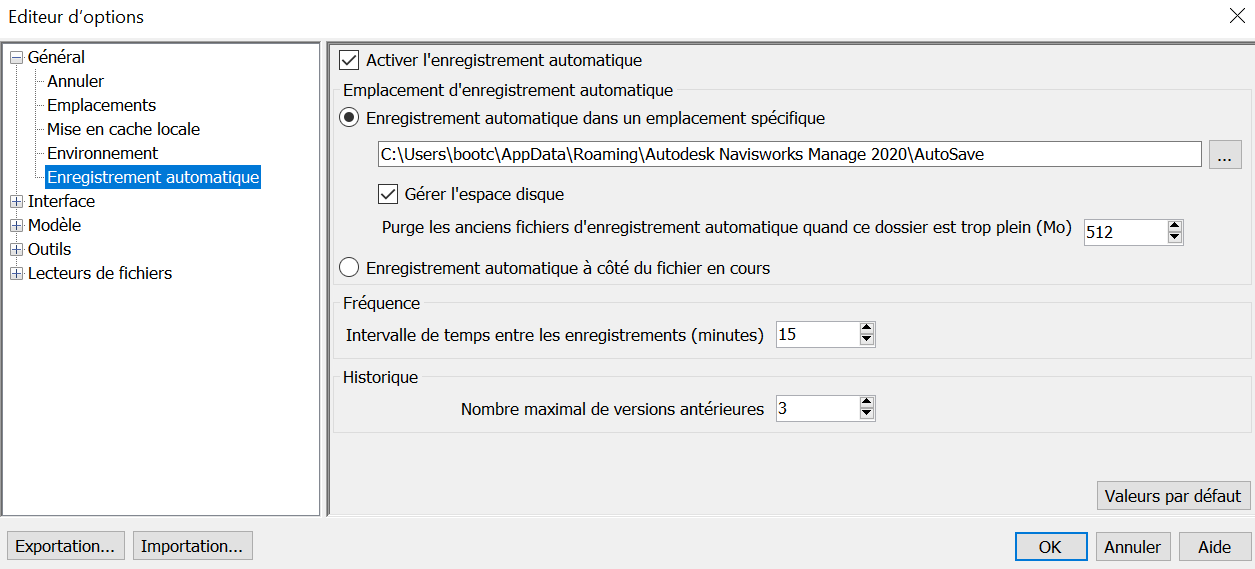 Editeur d'options
Général
Annuler
Emplacements
Mise en cache locale
Environnement
Enregistrement automatique
Interface
Modèle
Outils
Lecteurs de fichiers
Activer l'enregistrement automatique
Emplacement d'enregistrement automatique
Enregistrement automatique dans un emplacement spécifique
C:\Users\bootc\AppData\Roaming\Autodesk Navisworks Manage 2020\AutoSave
...
Gérer l'espace disque
Purge les anciens fichiers d'enregistrement automatique quand ce dossier est trop plein (Mo) 512
Enregistrement automatique à côté du fichier en cours
Fréquence
Intervalle de temps entre les enregistrements (minutes) 15
Historique
Nombre maximal de versions antérieures 3
Valeurs par défaut
Exportation... Importation... OK Annuler Aide